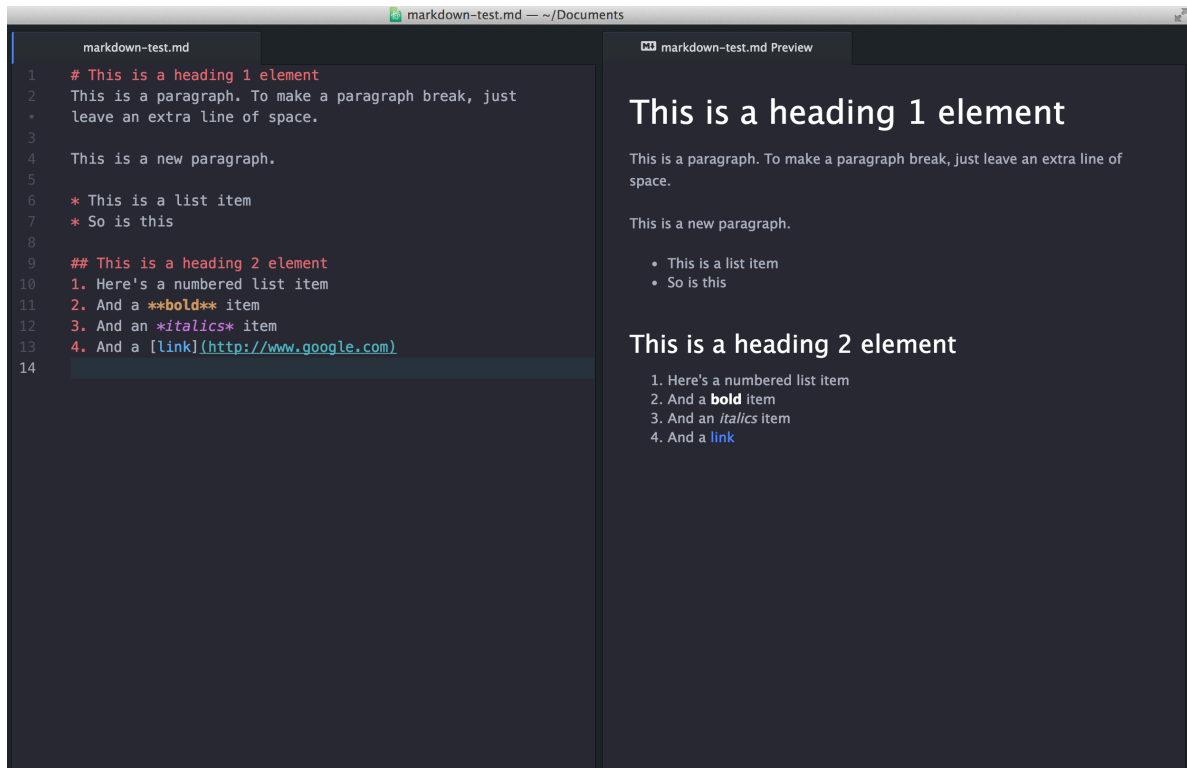 markdown-test.md — ~/Documents
markdown-test.md
1 # This is a heading 1 element
2 This is a paragraph. To make a paragraph break, just
• leave an extra line of space.
3
4 This is a new paragraph.
5
6 * This is a list item
7 * So is this
8
9 ## This is a heading 2 element
10 1. Here's a numbered list item
11 2. And a **bold** item
12 3. And an *italics* item
13 4. And a [link](http://www.google.com)
14
markdown-test.md Preview
This is a heading 1 element
This is a paragraph. To make a paragraph break, just leave an extra line of
space.
This is a new paragraph.
• This is a list item
• So is this
This is a heading 2 element
1. Here's a numbered list item
2. And a bold item
3. And an italics item
4. And a link